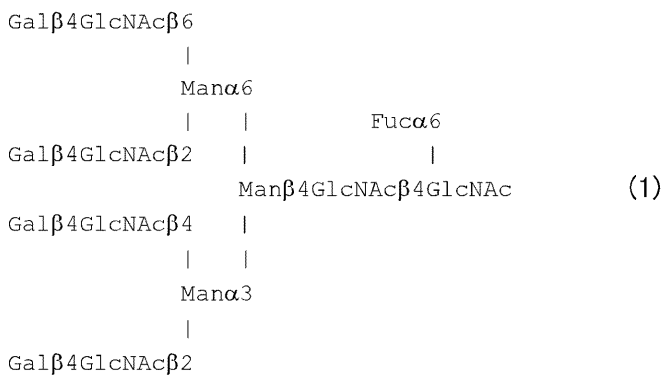 Galβ4GlcNAcβ6
|
Manα6
| | Fucα6
Galβ4GlcNAcβ2 | |
Manβ4GlcNAcβ4GlcNAc (1)
Galβ4GlcNAcβ4 |
| |
Manα3
|
Galβ4GlcNAcβ2